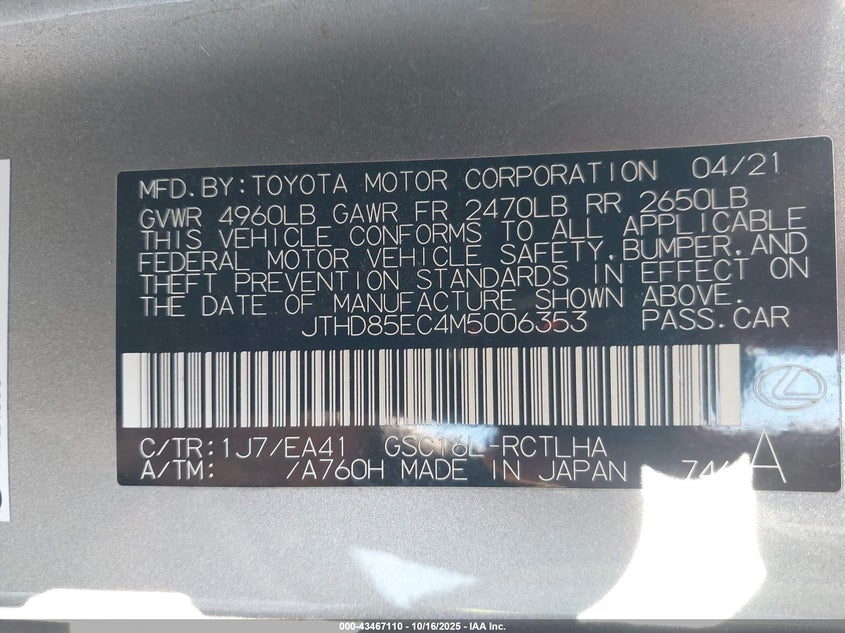 MFD. BY: TOYOTA MOTOR CORPORATION 04/21
GVWR 4960LB GAWR FR 2470LB RR 2650LB
THIS VEHICLE CONFORMS TO ALL APPLICABLE
FEDERAL MOTOR VEHICLE SAFETY, BUMPER, AND
THEFT PREVENTION STANDARDS IN EFFECT ON
THE DATE OF MANUFACTURE SHOWN ABOVE.
JTHD85EC4M5006353 PASS. CAR
C/TR: 1J7/EA41 GSC16L-RCTLHA
A/TM: /A760H MADE IN JAPAN A
000-43467110 - 10/16/2025 - IAA Inc.